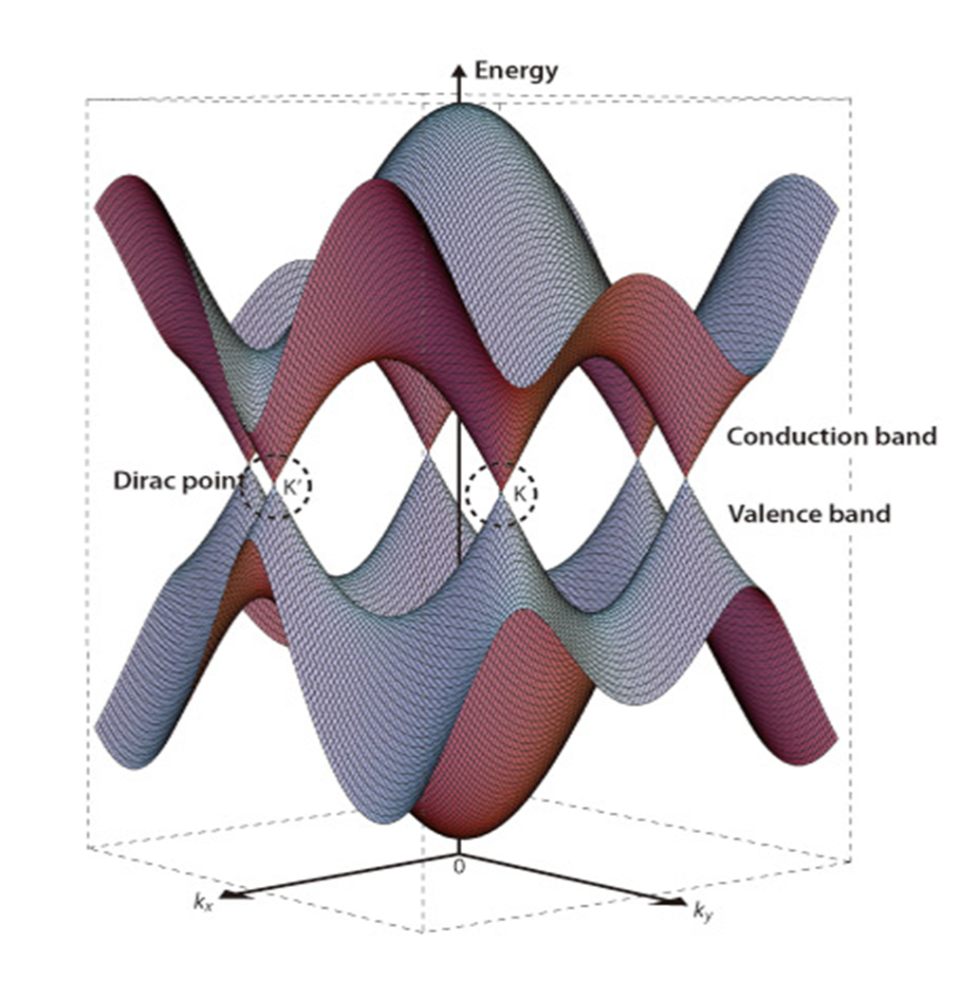 Energy
Conduction band
Dirac point
K′
K
Valence band
0
kx
ky